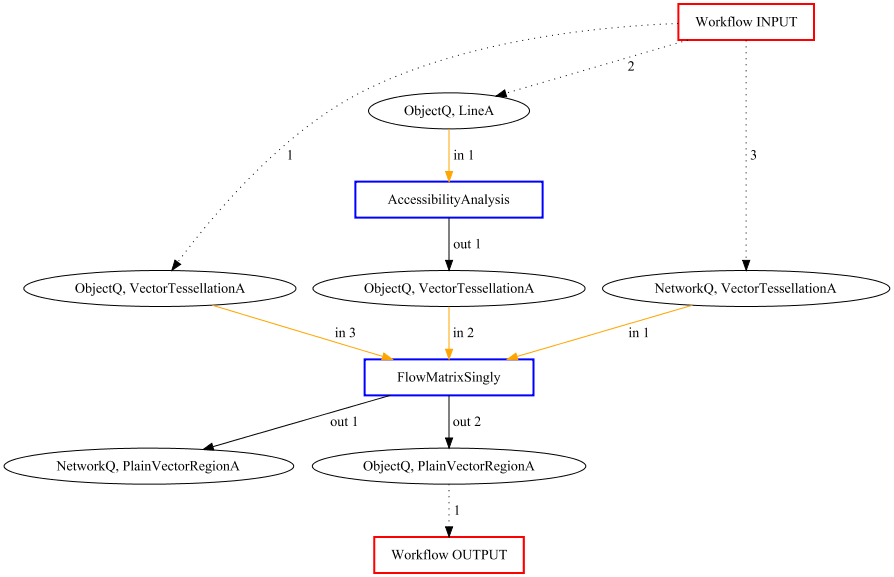 Workflow INPUT
2
ObjectQ, LineA
1
in 1
3
AccessibilityAnalysis
out 1
ObjectQ, VectorTessellationA
ObjectQ, VectorTessellationA
NetworkQ, VectorTessellationA
in 3
in 2
in 1
FlowMatrixSingly
out 1
out 2
NetworkQ, PlainVectorRegionA
ObjectQ, PlainVectorRegionA
1
Workflow OUTPUT